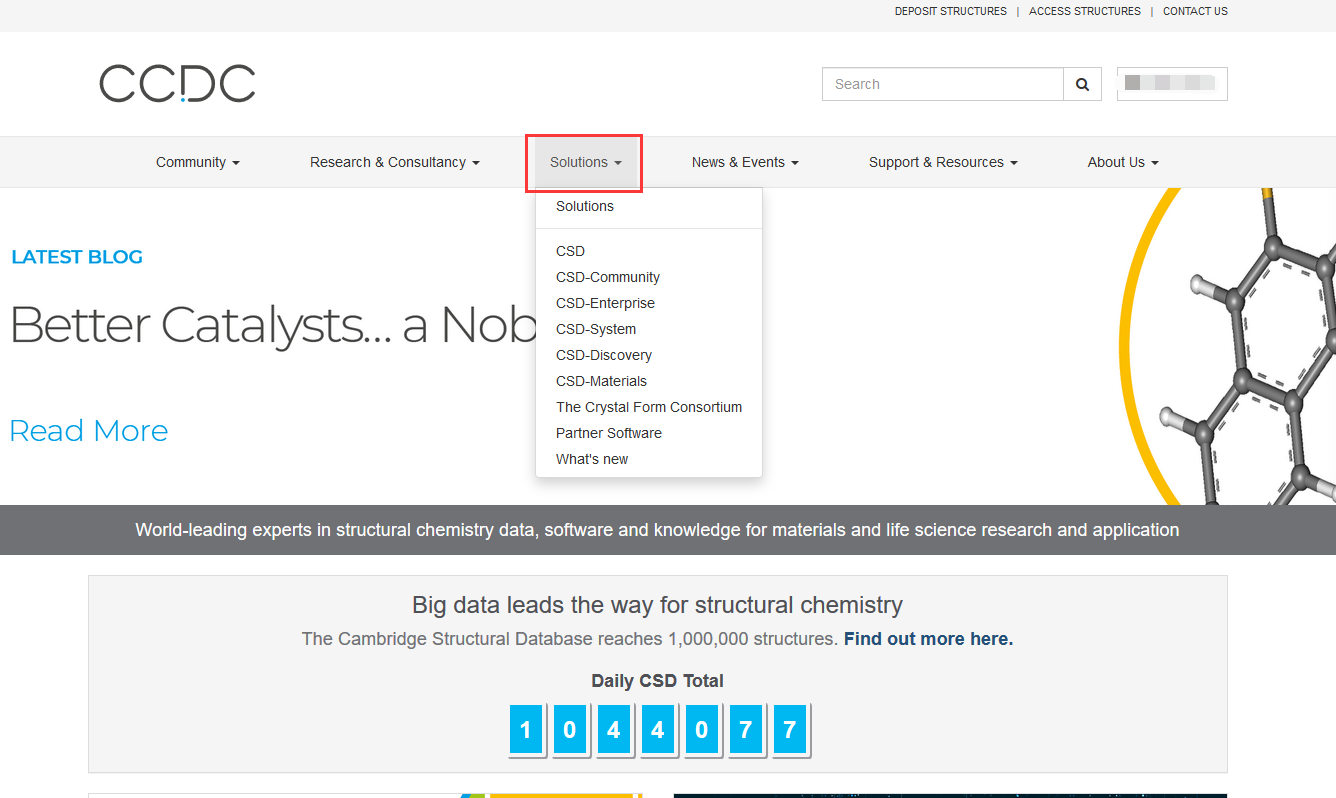 DEPOSIT STRUCTURES | ACCESS STRUCTURES | CONTACT US
CCDC
Search
Community
Research & Consultancy
Solutions
News & Events
Support & Resources
About Us
Solutions
CSD
CSD-Community
CSD-Enterprise
CSD-System
CSD-Discovery
CSD-Materials
The Crystal Form Consortium
Partner Software
What's new
LATEST BLOG
Better Catalysts... a Nob
Read More
World-leading experts in structural chemistry data, software and knowledge for materials and life science research and application
Big data leads the way for structural chemistry
The Cambridge Structural Database reaches 1,000,000 structures. Find out more here.
Daily CSD Total
1 0 4 4 0 7 7